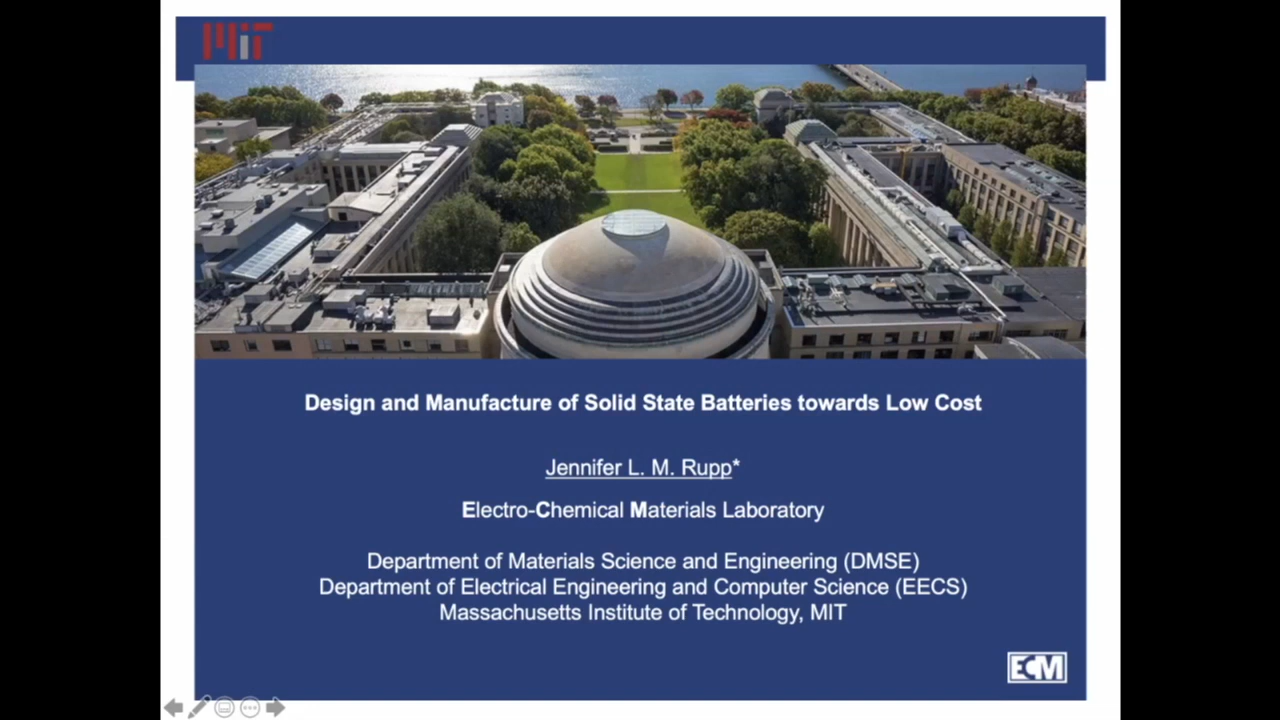 MiT
Design and Manufacture of Solid State Batteries towards Low Cost
Jennifer L. M. Rupp*
Electro-Chemical Materials Laboratory
Department of Materials Science and Engineering (DMSE)
Department of Electrical Engineering and Computer Science (EECS)
Massachusetts Institute of Technology, MIT
ECM